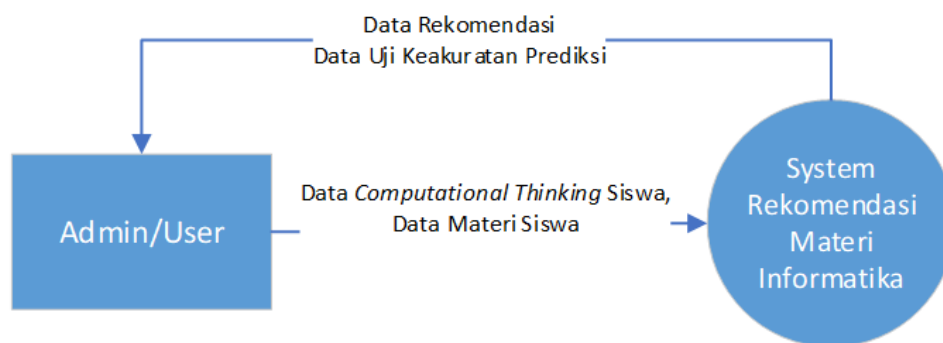 Data Rekomendasi
Data Uji Keakuratan Prediksi
Admin/User
Data Computational Thinking Siswa,
Data Materi Siswa
System
Rekomendasi
Materi
Informatika